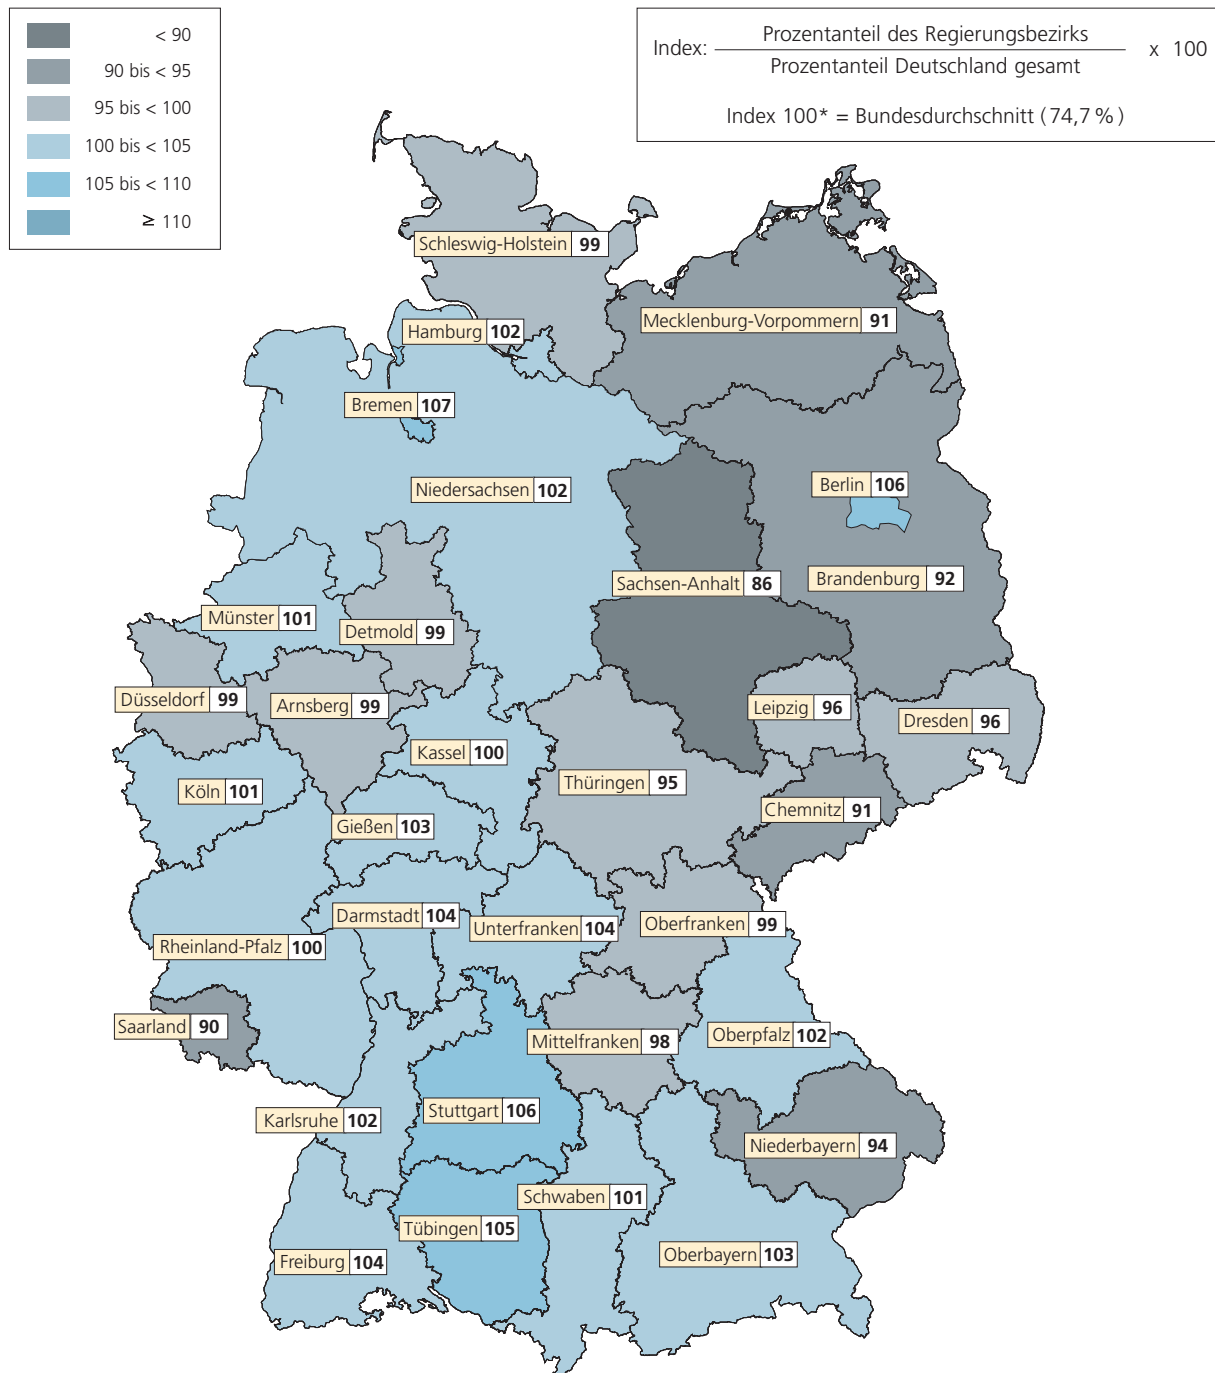 < 90
90 bis < 95
95 bis < 100
100 bis < 105
105 bis < 110
≥ 110
Index: Prozentanteil des Regierungsbezirks x 100
Prozentanteil Deutschland gesamt
Index 100* = Bundesdurchschnitt (74,7 %)
Schleswig-Holstein 99
Mecklenburg-Vorpommern 91
Hamburg 102
Bremen 107
Niedersachsen 102
Berlin 106
Sachsen-Anhalt 86
Brandenburg 92
Münster 101
Detmold 99
Düsseldorf 99
Arnsberg 99
Leipzig 96
Dresden 96
Kassel 100
Thüringen 95
Köln 101
Chemnitz 91
Gießen 103
Darmstadt 104
Unterfranken 104
Oberfranken 99
Rheinland-Pfalz 100
Saarland 90
Mittelfranken 98
Oberpfalz 102
Stuttgart 106
Karlsruhe 102
Niederbayern 94
Schwaben 101
Tübingen 105
Oberbayern 103
Freiburg 104